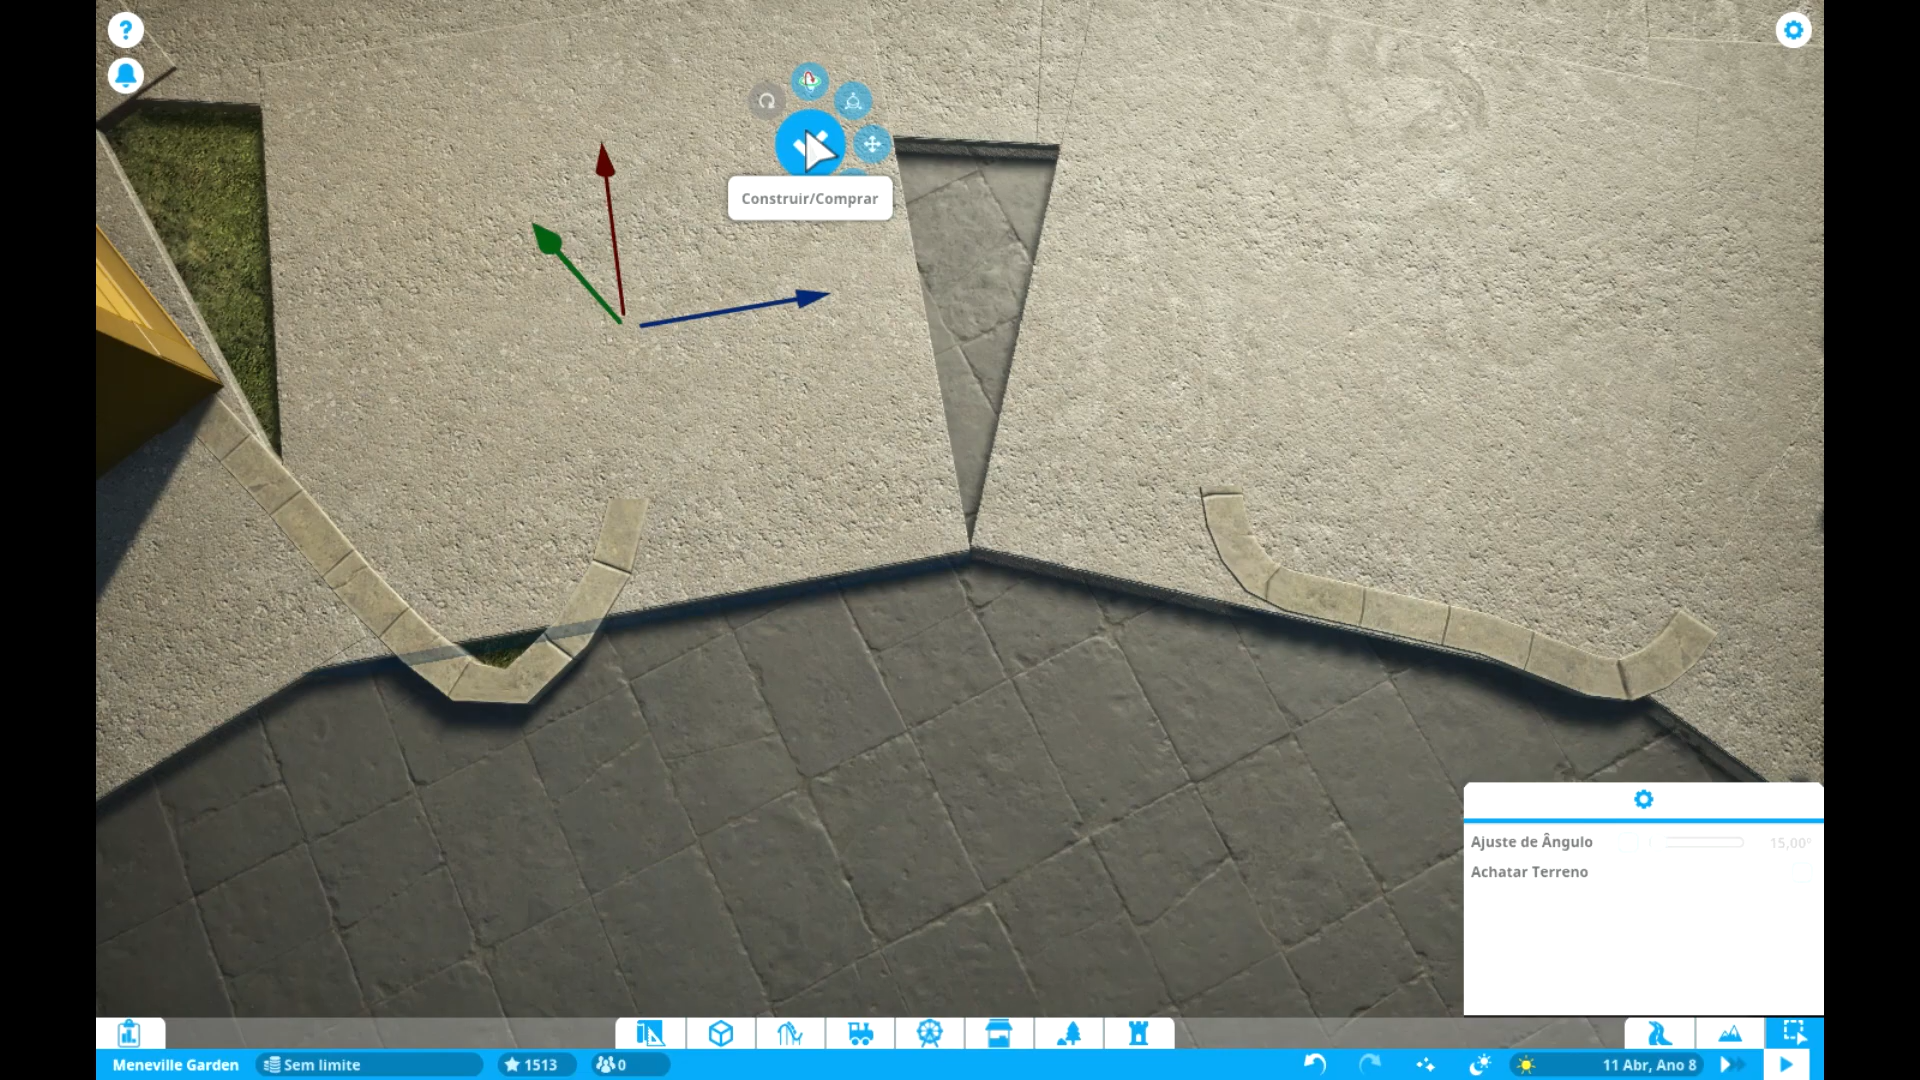 ?
Construir/Comprar
Ajuste de Ângulo 15,00°
Achatar Terreno
Meneville Garden Sem limite 1513 0 11 Abr, Ano 8